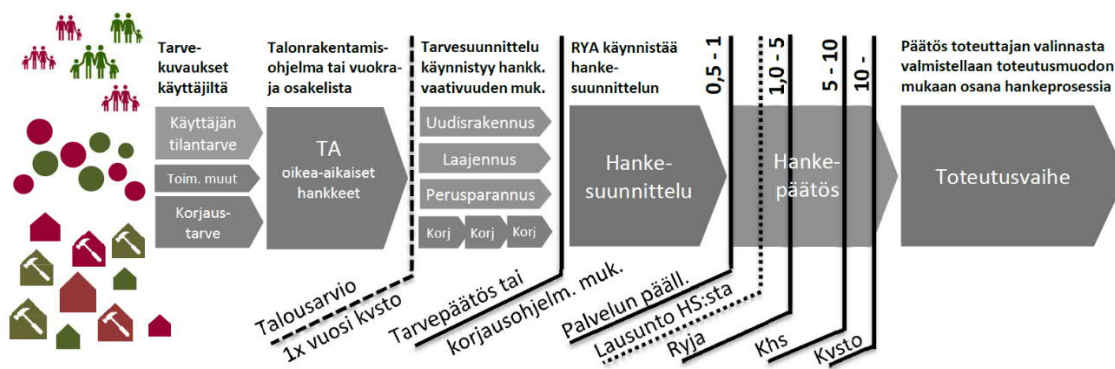 Tarve-
kuvaukset
käyttäjiltä
Käyttäjän
tilantarve
Toim. muut
Korjaus-
tarve
Talonrakentamis-
ohjelma tai vuokra-
ja osakelista
TA
oikea-aikaiset
hankkeet
Talousarvio
1x vuosi kvsto
Tarvesuunnittelu
käynnistyy hankk.
vaativuuden muk.
Uudisrakennus
Laajennus
Perusparannus
Korj Korj Korj
Tarvepäätös tai
korjausohjelm. muk.
RYA käynnistää
hanke-
suunnittelun
Hanke-
suunnittelu
0,5 - 1
1,0 - 5
5 - 10
10 -
Hanke-
päätös
Palvelun pääll.
Lausunto HS:sta
Ryja
Khs
Kvsto
Päätös toteuttajan valinnasta
valmistellaan toteutusmuodon
mukaan osana hankeprosessia
Toteutusvaihe